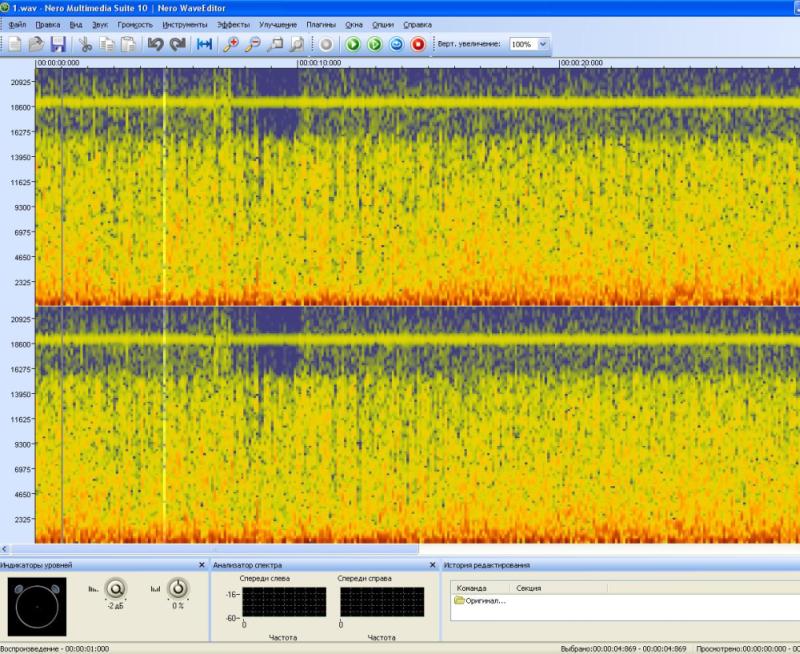 1.wav - Nero Multimedia Suite 10 | Nero WaveEditor
Файл Правка Вид Звук Громкость Инструменты Эффекты Улучшение Плагины Окна Опции Справка
Верт. увеличение: 100%
00:00:00:000 00:00:10:000 00:00:20:000
20925
18600
16275
13950
11625
9300
6975
4650
2325
20925
18600
16275
13950
11625
9300
6975
4650
2325
Индикаторы уровней
-2 дБ
0 %
Анализатор спектра
Спереди слева Спереди справа
-16-
-60-
0 0
Частота Частота
История редактирования
Команда Секция
Оригинал...
Воспроизведение - 00:00:01:000
Выбрано:00:00:04:869 - 00:00:04:869 Просмотрено:00:00:00:000 - 00